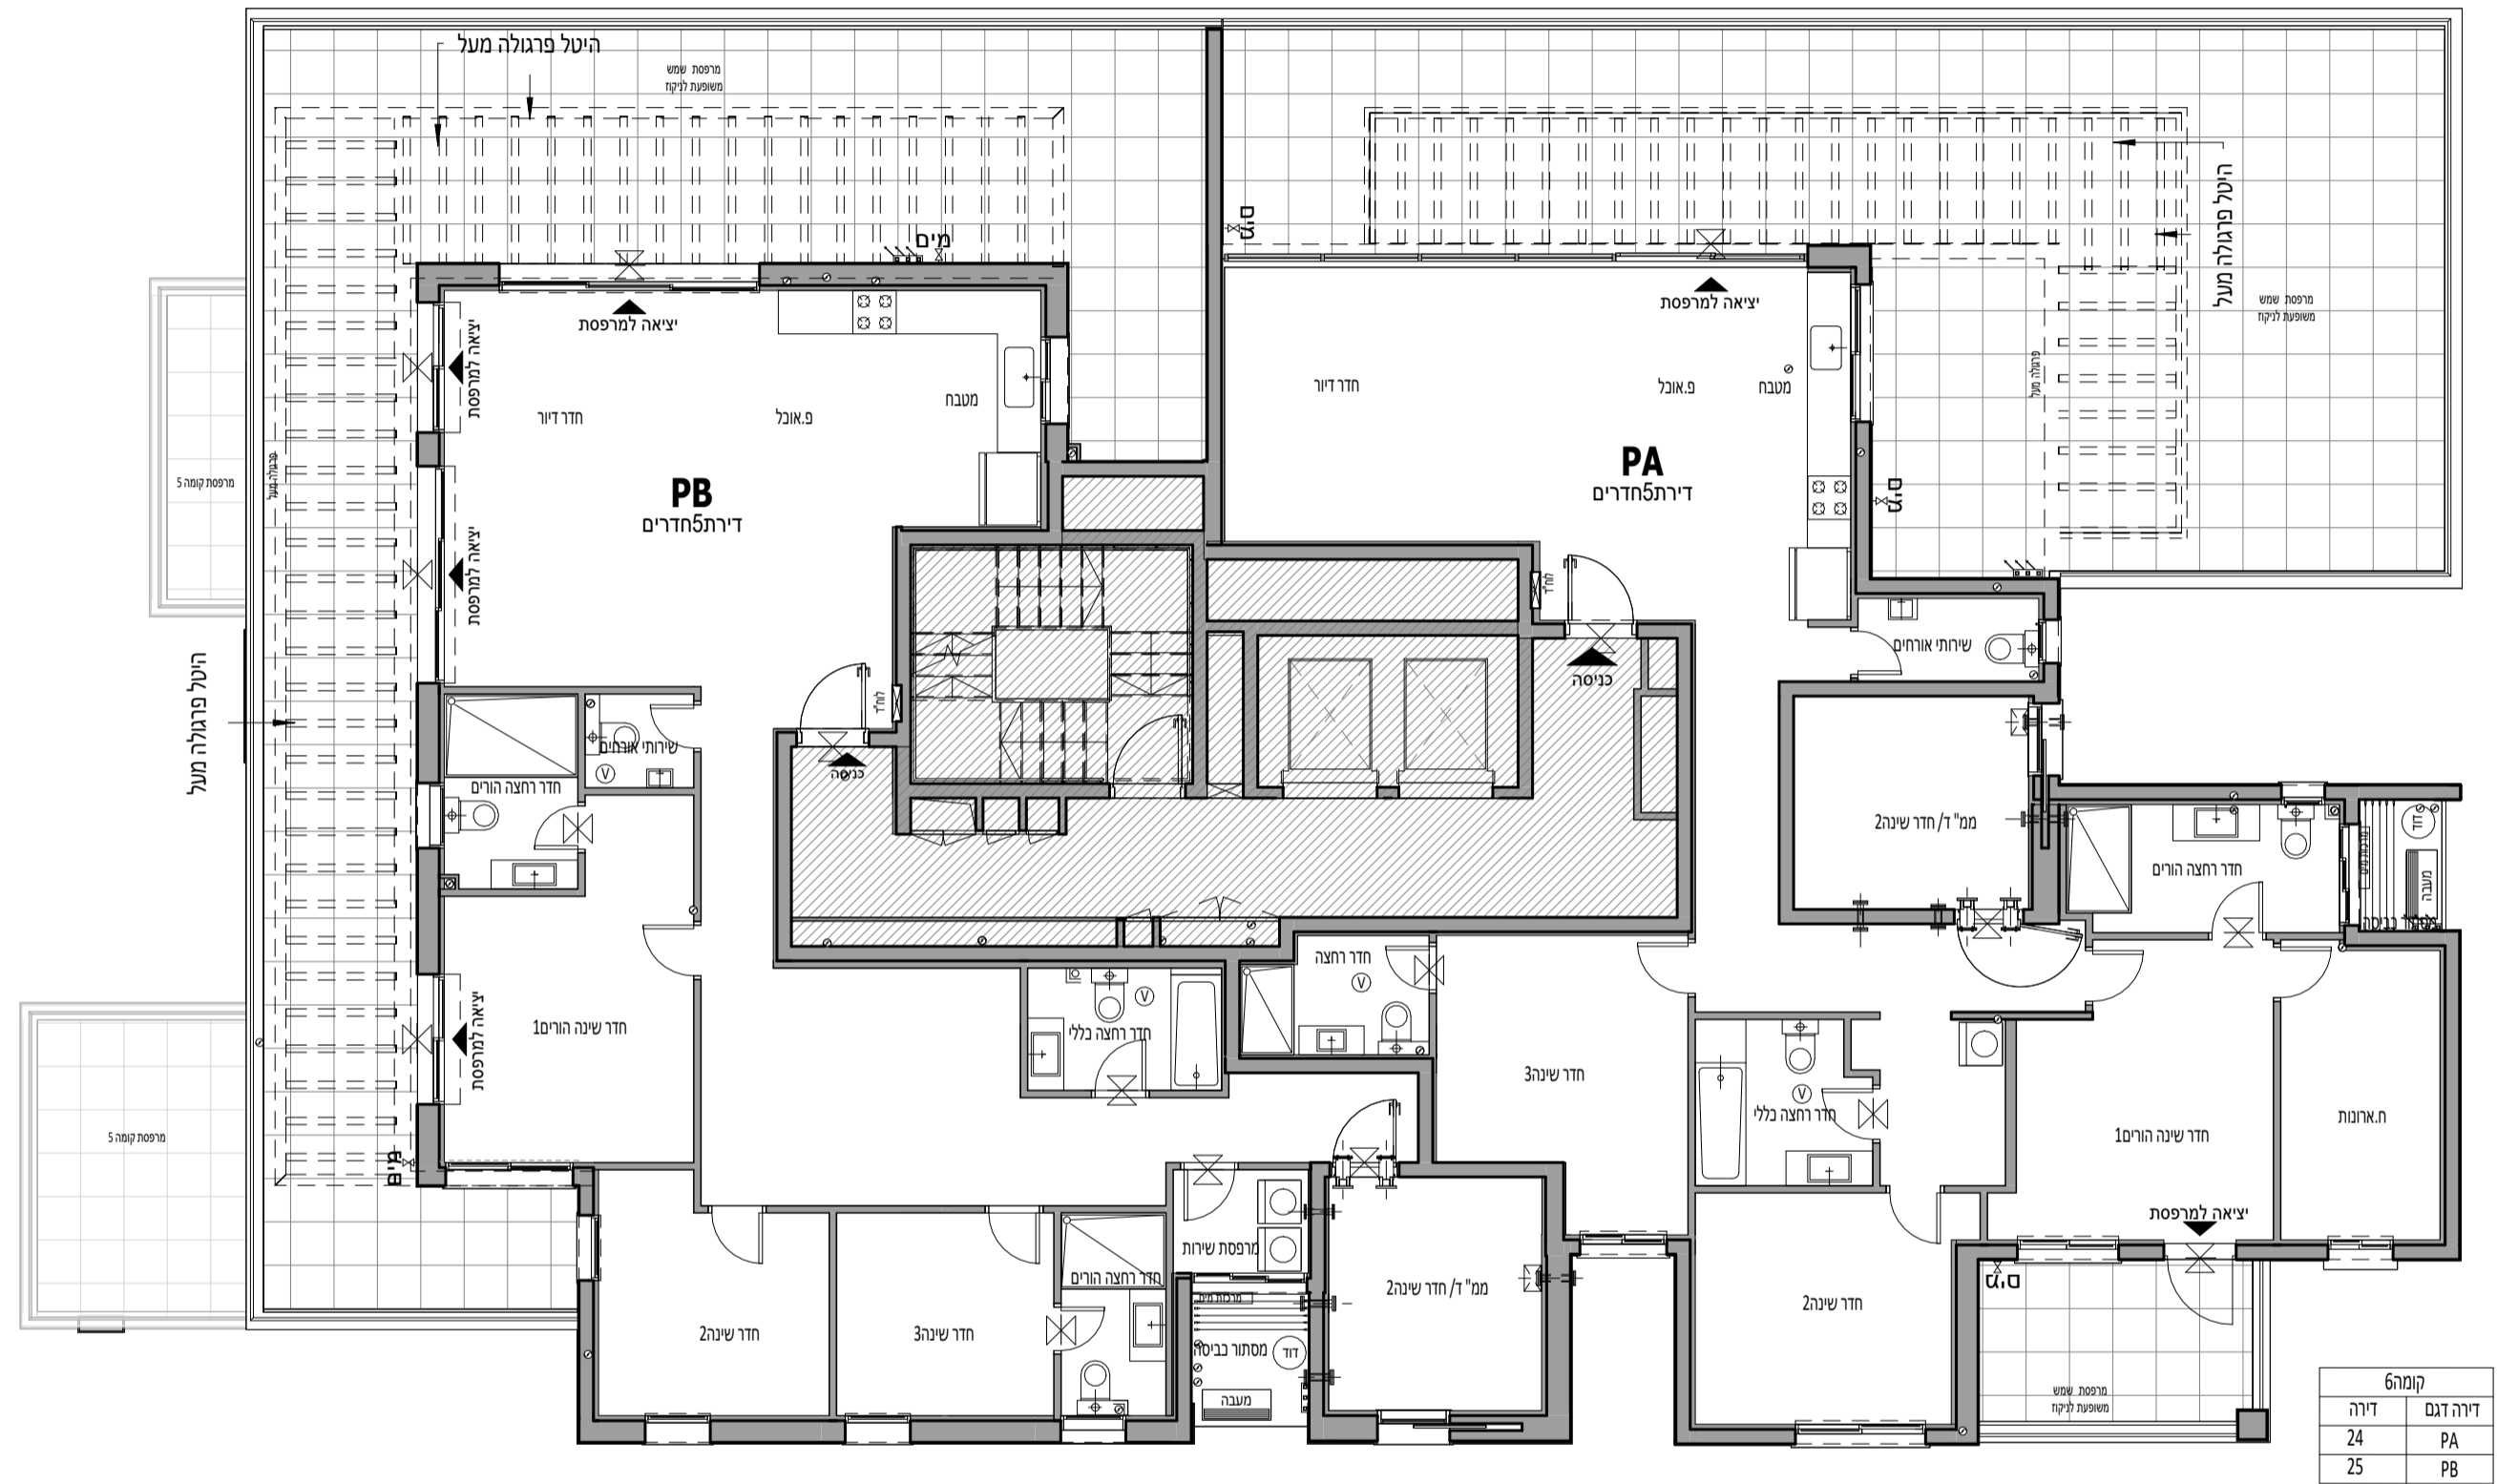 היטל פרגולה מעל
מרפסת שמש
משופעת לניקוז
מים
יציאה למרפסת
יציאה למרפסת
יציאה למרפסת
חדר דיור
פ.אוכל
מטבח
PB
דירת5חדרים
מרפסת קומה 5
פרגולה מעל
היטל פרגולה מעל
לוח"ד
כניסה
שירותי אורחים
V
חדר רחצה הורים
חדר שינה הורים1
יציאה למרפסת
מים
מרפסת קומה 5
V
חדר רחצה כללי
חדר שינה2
חדר שינה3
חדר רחצה הורים
מרפסת שירות
מסתור כביסה
דוד
מעבה
ממ"ד/ חדר שינה2
מים
יציאה למרפסת
היטל פרגולה מעל
מרפסת שמש
משופעת לניקוז
פרגולה מעל
חדר דיור
פ.אוכל
מטבח
PA
דירת5חדרים
מים
לוח"ד
כניסה
שירותי אורחים
ממ"ד/ חדר שינה2
חדר רחצה הורים
דוד
מעבה
מסתור כביסה
חדר רחצה
V
חדר שינה3
V
חדר רחצה כללי
חדר שינה הורים1
ח.ארונות
יציאה למרפסת
מים
חדר שינה2
מרפסת שמש
משופעת לניקוז
קומה6
דירה דגם דירה
PA 24
PB 25